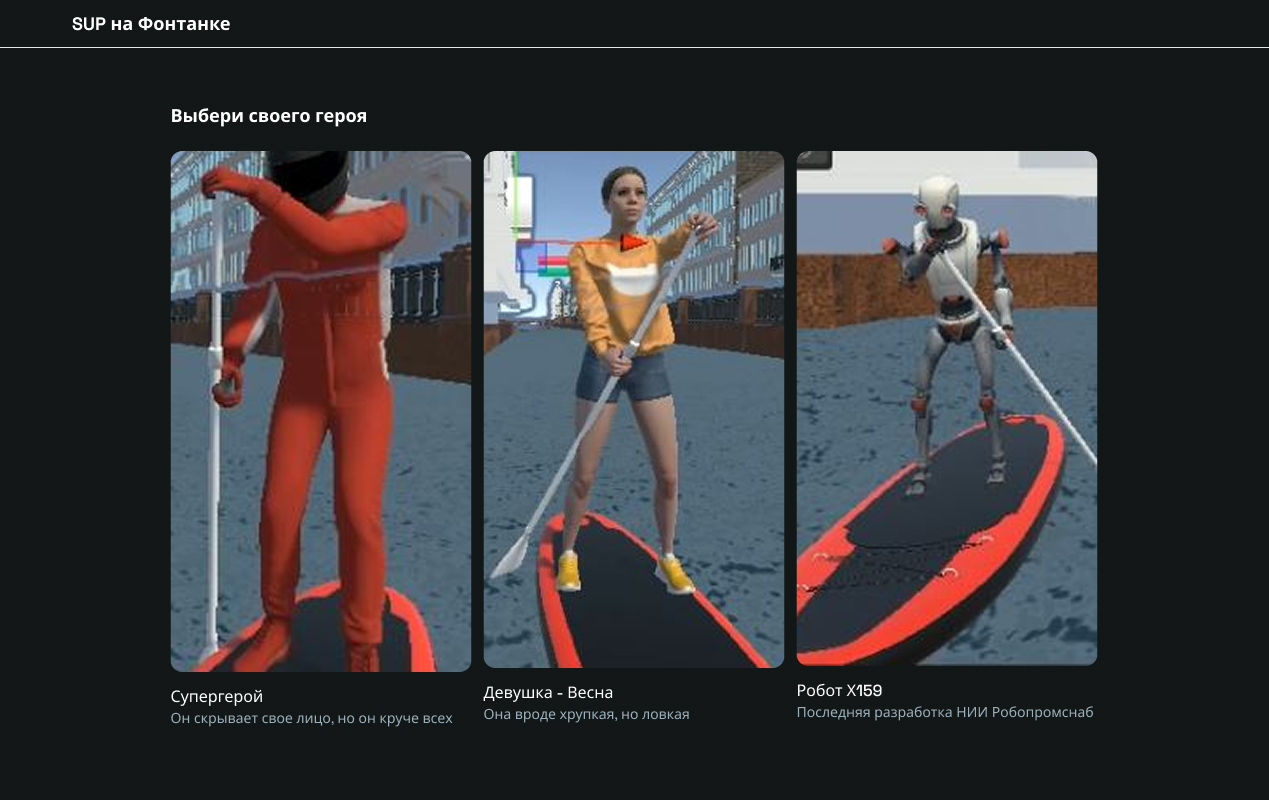 SUP на Фонтанке
Выбери своего героя
Супергерой
Он скрывает свое лицо, но он круче всех
Девушка - Весна
Она вроде хрупкая, но ловкая
Робот X159
Последняя разработка НИИ Робопромснаб